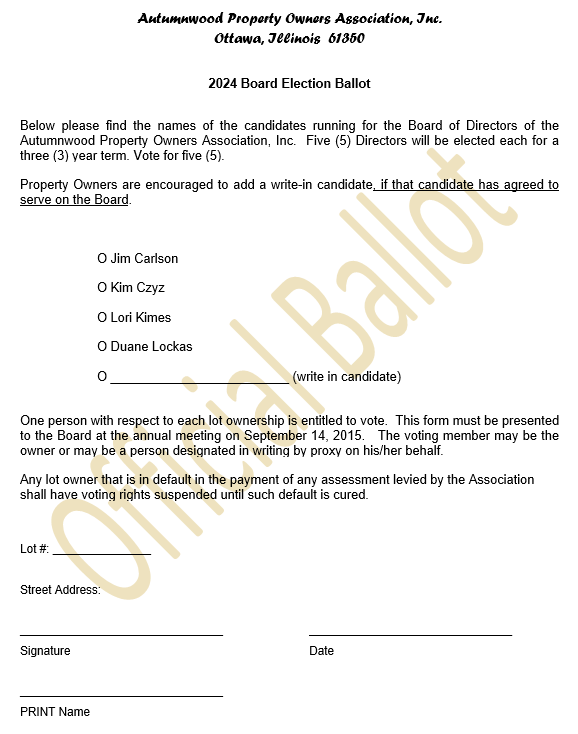 Autumnwood Property Owners Association, Inc.
Ottawa, Illinois  61350
2024 Board Election Ballot
Below please find the names of the candidates running for the Board of Directors of the
Autumnwood Property Owners Association, Inc.  Five (5) Directors will be elected each for a
three (3) year term. Vote for five (5).
Property Owners are encouraged to add a write-in candidate, if that candidate has agreed to
serve on the Board.
O Jim Carlson
O Kim Czyz
O Lori Kimes
O Duane Lockas
O __________________________ (write in candidate)
One person with respect to each lot ownership is entitled to vote.  This form must be presented
to the Board at the annual meeting on September 14, 2015.   The voting member may be the
owner or may be a person designated in writing by proxy on his/her behalf.
Any lot owner that is in default in the payment of any assessment levied by the Association
shall have voting rights suspended until such default is cured.
Official Ballot
Lot #: _______________
Street Address:
Signature
Date
PRINT Name